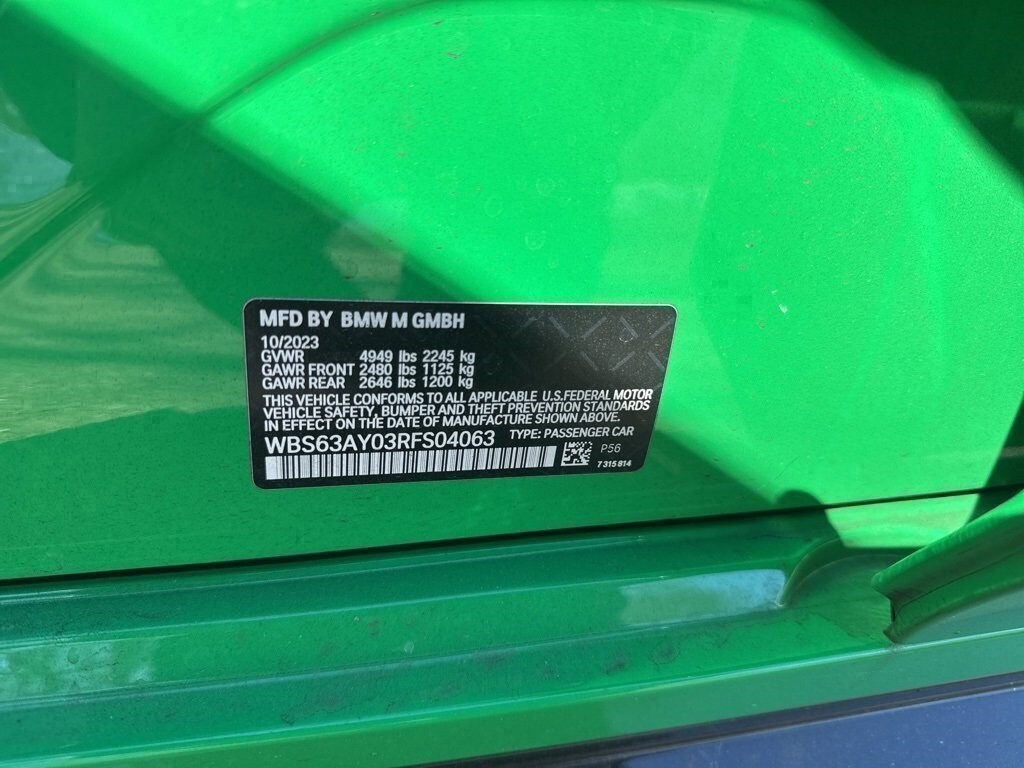 MFD BY BMW M GMBH
10/2023
GVWR 4949 lbs 2245 kg
GAWR FRONT 2480 lbs 1125 kg
GAWR REAR 2646 lbs 1200 kg
THIS VEHICLE CONFORMS TO ALL APPLICABLE U.S.FEDERAL MOTOR
VEHICLE SAFETY, BUMPER AND THEFT PREVENTION STANDARDS
IN EFFECT ON THE DATE OF MANUFACTURE SHOWN ABOVE.
WBS63AY03RFS04063 TYPE: PASSENGER CAR
P56
7 315 814